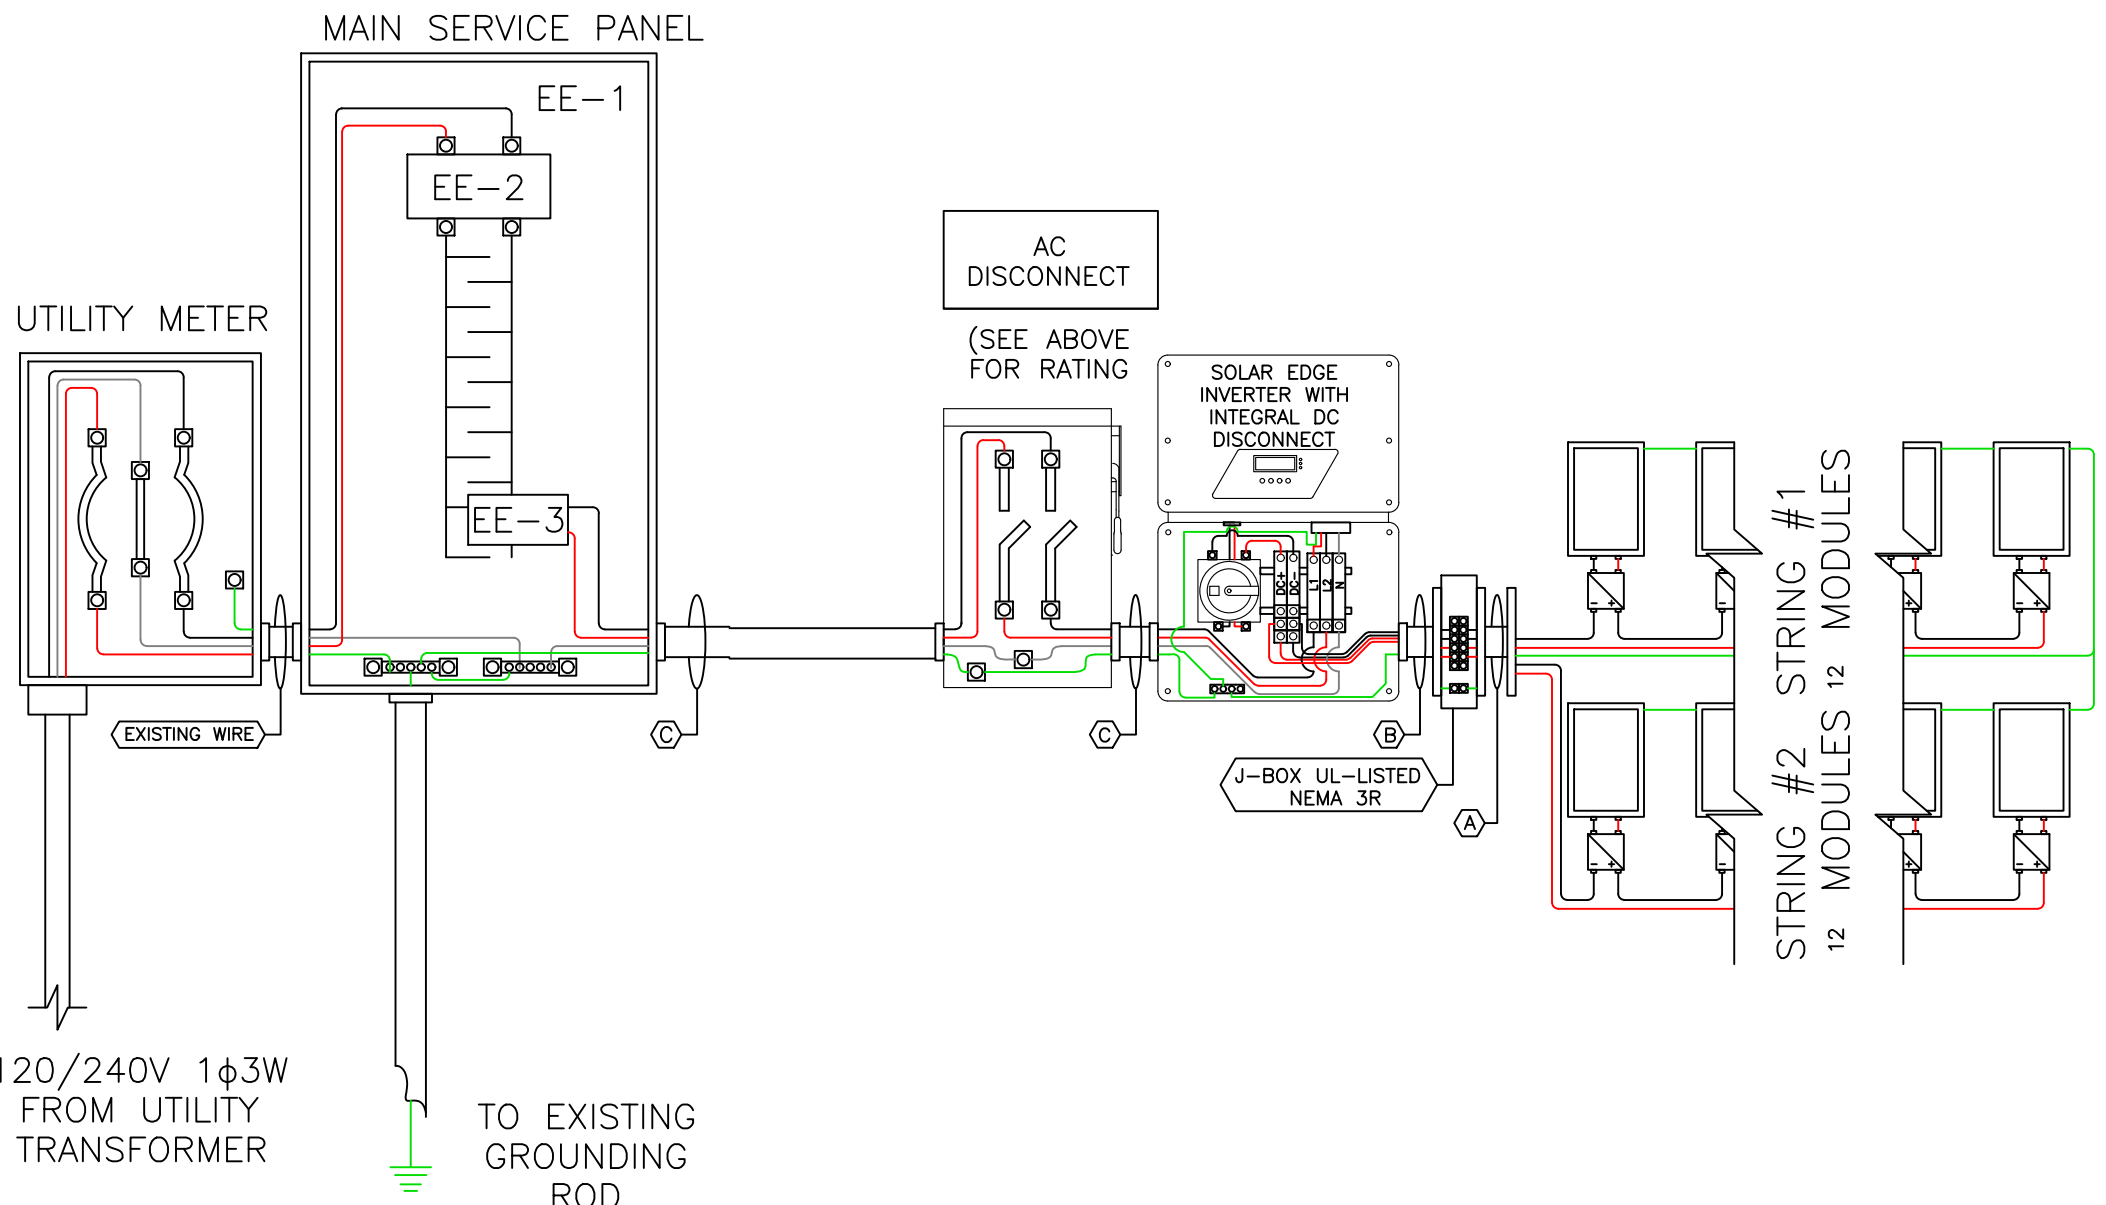 MAIN SERVICE PANEL
EE-1
EE-2
EE-3
UTILITY METER
EXISTING WIRE
120/240V 1ϕ3W
FROM UTILITY
TRANSFORMER
TO EXISTING
GROUNDING
ROD
C
AC
DISCONNECT
(SEE ABOVE
FOR RATING
C
SOLAR EDGE
INVERTER WITH
INTEGRAL DC
DISCONNECT
DC+
DC-
L1
L2
N
B
J-BOX UL-LISTED
NEMA 3R
A
STRING #1
12 MODULES
STRING #2
12 MODULES
- +
-
+
- +
- +
-
+
- +